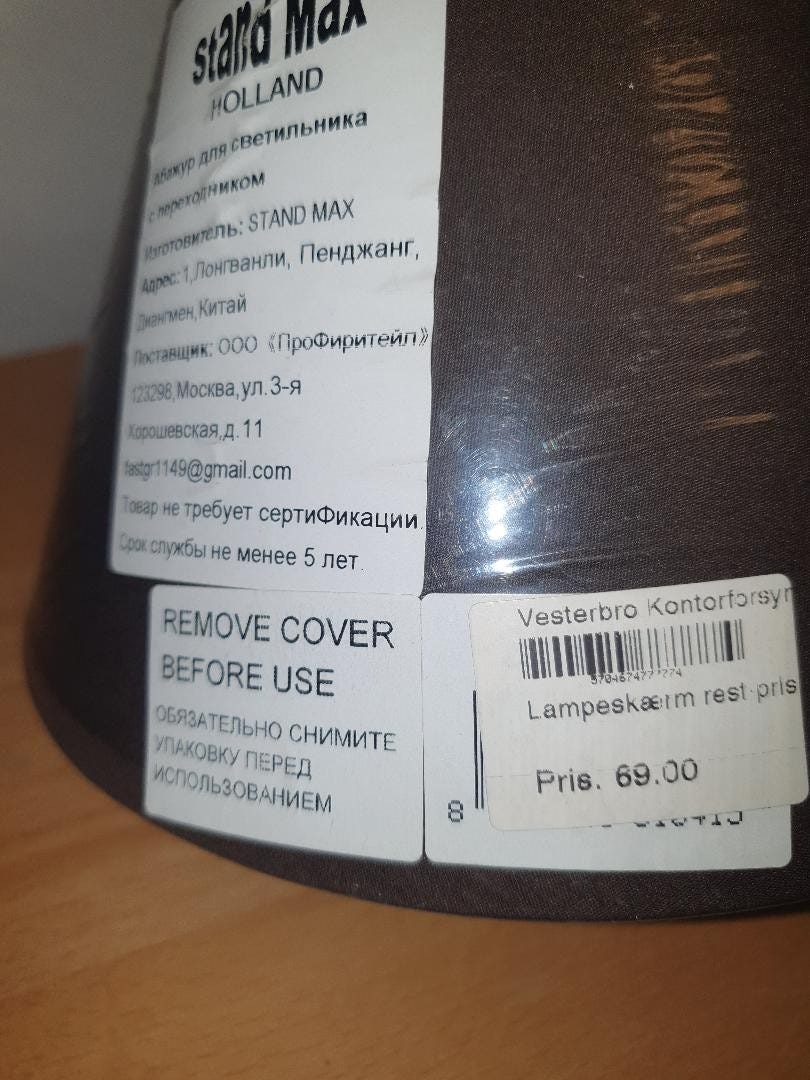 stand Max
HOLLAND
Абажур для светильника
с переходником
Изготовитель: STAND MAX
Адрес:1,Лонгванли, Пенджанг,
Диангмен,Китай
Поставщик: ООО《ПроФиритейл》
123298,Москва,ул.3-я
Хорошевская,д.11
fastgr1149@gmail.com
Товар не требует сертиФикации.
Срок службы не менее 5 лет.
REMOVE COVER
BEFORE USE
ОБЯЗАТЕЛЬНО СНИМИТЕ
УПАКОВКУ ПЕРЕД
ИСПОЛЬЗОВАНИЕМ
Vesterbro Kontorforsyn
Lampeskærm rest pris
Pris. 69.00
8